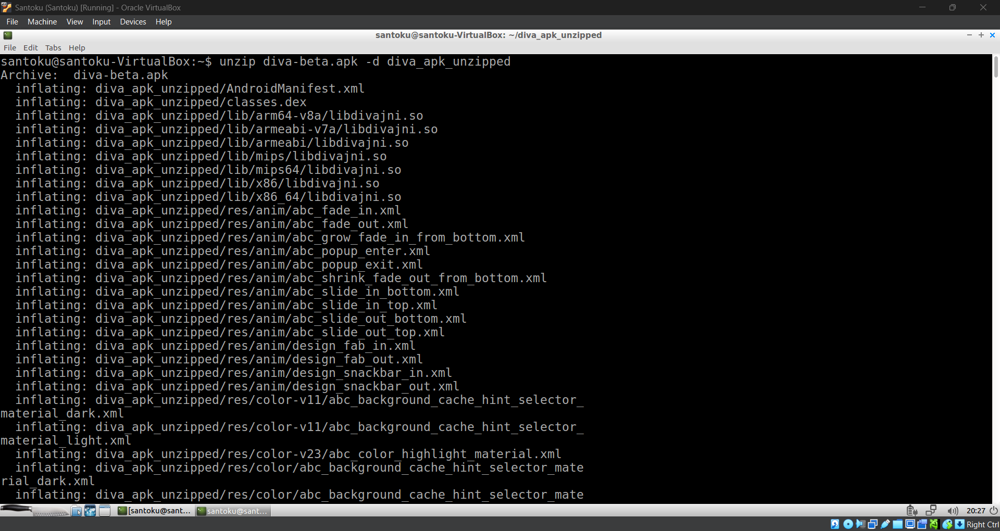 Santoku (Santoku) [Running] - Oracle VirtualBox
File Machine View Input Devices Help
santoku@santoku-VirtualBox: ~/diva_apk_unzipped
File Edit Tabs Help
santoku@santoku-VirtualBox:~$ unzip diva-beta.apk -d diva_apk_unzipped
Archive:  diva-beta.apk
  inflating: diva_apk_unzipped/AndroidManifest.xml
  inflating: diva_apk_unzipped/classes.dex
  inflating: diva_apk_unzipped/lib/arm64-v8a/libdivajni.so
  inflating: diva_apk_unzipped/lib/armeabi-v7a/libdivajni.so
  inflating: diva_apk_unzipped/lib/armeabi/libdivajni.so
  inflating: diva_apk_unzipped/lib/mips/libdivajni.so
  inflating: diva_apk_unzipped/lib/mips64/libdivajni.so
  inflating: diva_apk_unzipped/lib/x86/libdivajni.so
  inflating: diva_apk_unzipped/lib/x86_64/libdivajni.so
  inflating: diva_apk_unzipped/res/anim/abc_fade_in.xml
  inflating: diva_apk_unzipped/res/anim/abc_fade_out.xml
  inflating: diva_apk_unzipped/res/anim/abc_grow_fade_in_from_bottom.xml
  inflating: diva_apk_unzipped/res/anim/abc_popup_enter.xml
  inflating: diva_apk_unzipped/res/anim/abc_popup_exit.xml
  inflating: diva_apk_unzipped/res/anim/abc_shrink_fade_out_from_bottom.xml
  inflating: diva_apk_unzipped/res/anim/abc_slide_in_bottom.xml
  inflating: diva_apk_unzipped/res/anim/abc_slide_in_top.xml
  inflating: diva_apk_unzipped/res/anim/abc_slide_out_bottom.xml
  inflating: diva_apk_unzipped/res/anim/abc_slide_out_top.xml
  inflating: diva_apk_unzipped/res/anim/design_fab_in.xml
  inflating: diva_apk_unzipped/res/anim/design_fab_out.xml
  inflating: diva_apk_unzipped/res/anim/design_snackbar_in.xml
  inflating: diva_apk_unzipped/res/anim/design_snackbar_out.xml
  inflating: diva_apk_unzipped/res/color-v11/abc_background_cache_hint_selector_
material_dark.xml
  inflating: diva_apk_unzipped/res/color-v11/abc_background_cache_hint_selector_
material_light.xml
  inflating: diva_apk_unzipped/res/color-v23/abc_color_highlight_material.xml
  inflating: diva_apk_unzipped/res/color/abc_background_cache_hint_selector_mate
rial_dark.xml
  inflating: diva_apk_unzipped/res/color/abc_background_cache_hint_selector_mate
[santoku@sant... santoku@sant... 20:27
Right Ctrl